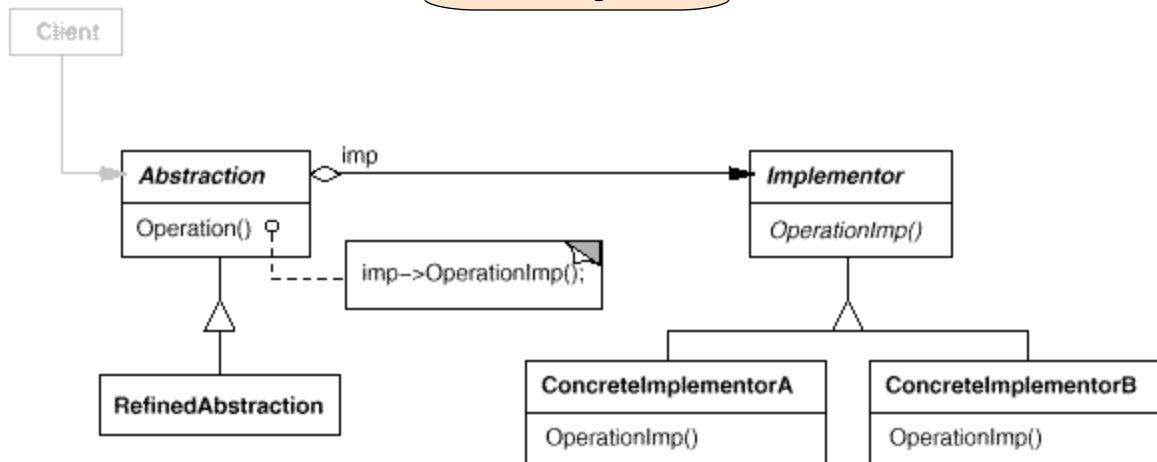 Client
Abstraction
imp
Implementor
Operation()
OperationImp()
imp->OperationImp();
RefinedAbstraction
ConcreteImplementorA
ConcreteImplementorB
OperationImp()
OperationImp()